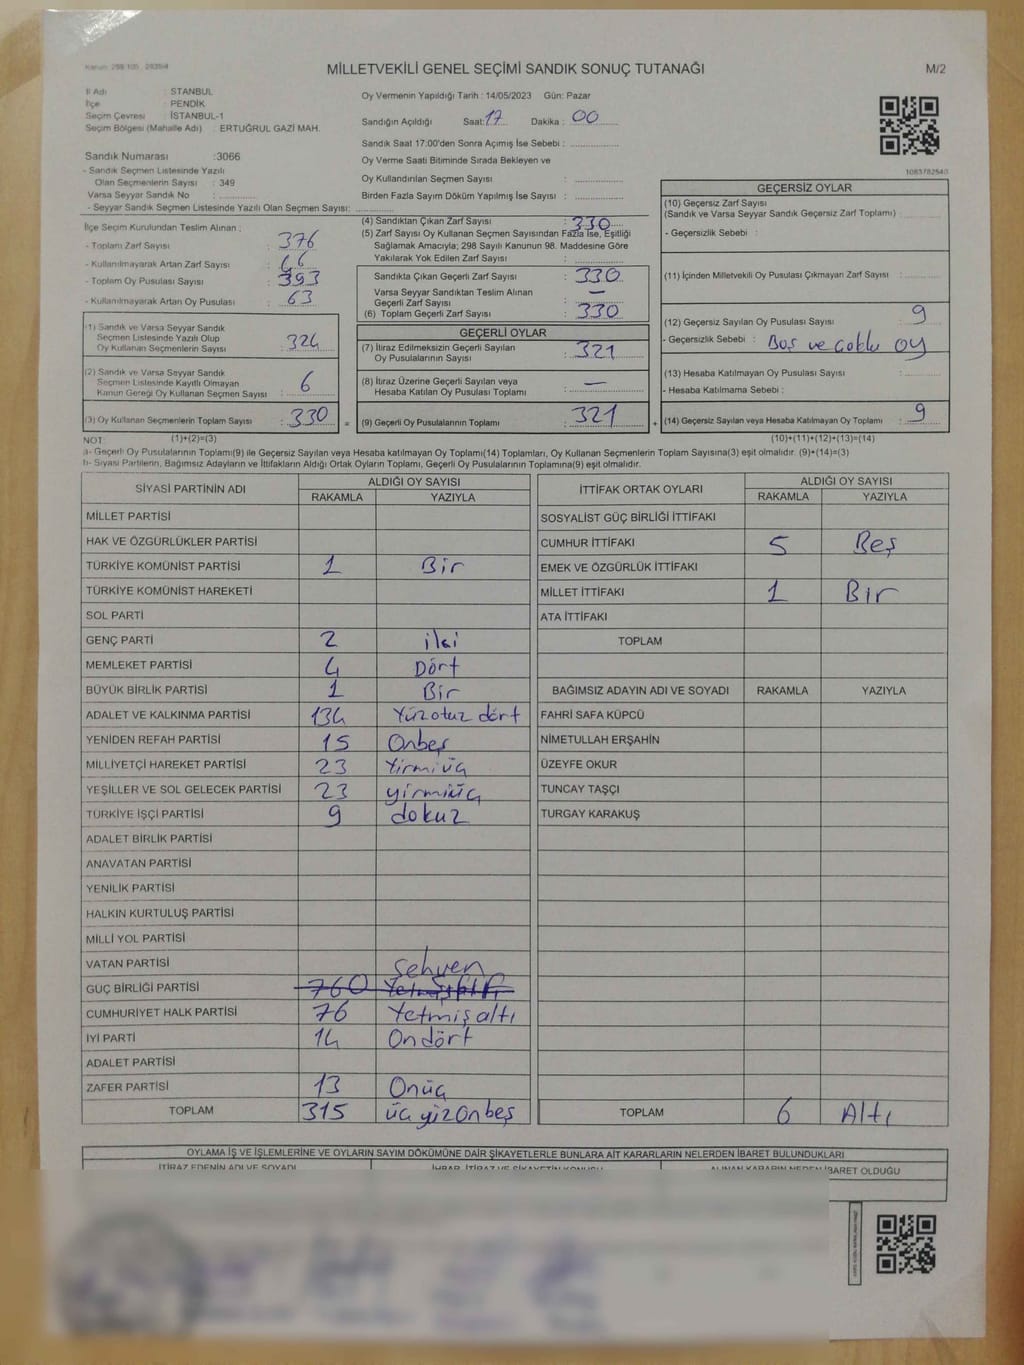 MİLLETVEKİLİ GENEL SEÇİMİ SANDIK SONUÇ TUTANAĞI
M/2
İl Adı : STANBUL
İlçe : PENDİK
Seçim Çevresi : İSTANBUL-1
Seçim Bölgesi (Mahalle Adı) : ERTUĞRUL GAZİ MAH.
Oy Vermenin Yapıldığı Tarih : 14/05/2023 Gün: Pazar
Sandığın Açıldığı Saat: 17 Dakika : 00
Sandık Saat 17:00'den Sonra Açımış İse Sebebi :
Oy Verme Saati Bitiminde Sırada Bekleyen ve
Oy Kullandırılan Seçmen Sayısı :
Birden Fazla Sayım Döküm Yapılmış İse Sayısı :
Sandık Numarası :3066
- Sandık Seçmen Listesinde Yazılı
Olan Seçmenlerin Sayısı : 349
Varsa Seyyar Sandık No :
- Seyyar Sandık Seçmen Listesinde Yazılı Olan Seçmen Sayısı:
1083782540
İlçe Seçim Kurulundan Teslim Alınan ;
- Toplam Zarf Sayısı : 376
- Kullanılmayarak Artan Zarf Sayısı : 46
- Toplam Oy Pusulası Sayısı : 393
- Kullanılmayarak Artan Oy Pusulası : 63
(1) Sandık ve Varsa Seyyar Sandık
Seçmen Listesinde Yazılı Olup
Oy Kullanan Seçmenlerin Sayısı : 324
(2) Sandık ve Varsa Seyyar Sandık
Seçmen Listesinde Kayıtlı Olmayan
Kanun Gereği Oy Kullanan Seçmen Sayısı : 6
(3) Oy Kullanan Seçmenlerin Toplam Sayısı : 330 =
(4) Sandıktan Çıkan Zarf Sayısı : 330
(5) Zarf Sayısı Oy Kullanan Seçmen Sayısından Fazla İse, Eşitliği
Sağlamak Amacıyla; 298 Sayılı Kanunun 98. Maddesine Göre
Yakılarak Yok Edilen Zarf Sayısı :
Sandıkta Çıkan Geçerli Zarf Sayısı : 330
Varsa Seyyar Sandıktan Teslim Alınan
Geçerli Zarf Sayısı : —
(6) Toplam Geçerli Zarf Sayısı : 330
GEÇERLİ OYLAR
(7) İtiraz Edilmeksizin Geçerli Sayılan
Oy Pusulalarının Sayısı : 321
(8) İtiraz Üzerine Geçerli Sayılan veya
Hesaba Katılan Oy Pusulası Toplamı : —
(9) Geçerli Oy Pusulalarının Toplamı : 321 +
GEÇERSİZ OYLAR
(10) Geçersiz Zarf Sayısı
(Sandık ve Varsa Seyyar Sandık Geçersiz Zarf Toplamı) :
- Geçersizlik Sebebi :
(11) İçinden Milletvekili Oy Pusulası Çıkmayan Zarf Sayısı :
(12) Geçersiz Sayılan Oy Pusulası Sayısı : 9
- Geçersizlik Sebebi : Boş ve çoklu oy
(13) Hesaba Katılmayan Oy Pusulası Sayısı :
- Hesaba Katılmama Sebebi :
(14) Geçersiz Sayılan veya Hesaba Katılmayan Oy Toplamı : 9
NOT: (1)+(2)=(3) (10)+(11)+(12)+(13)=(14)
a- Geçerli Oy Pusulalarının Toplamı(9) ile Geçersiz Sayılan veya Hesaba katılmayan Oy Toplamı(14) Toplamları, Oy Kullanan Seçmenlerin Toplam Sayısına(3) eşit olmalıdır. (9)+(14)=(3)
b- Siyasi Partilerin, Bağımsız Adayların ve İttifakların Aldığı Ortak Oyların Toplamı, Geçerli Oy Pusulalarının Toplamına(9) eşit olmalıdır.
SİYASİ PARTİNİN ADI ALDIĞI OY SAYISI
RAKAMLA YAZIYLA
MİLLET PARTİSİ
HAK VE ÖZGÜRLÜKLER PARTİSİ
TÜRKİYE KOMÜNİST PARTİSİ 1 Bir
TÜRKİYE KOMÜNİST HAREKETİ
SOL PARTİ
GENÇ PARTİ 2 iki
MEMLEKET PARTİSİ 4 Dört
BÜYÜK BİRLİK PARTİSİ 1 Bir
ADALET VE KALKINMA PARTİSİ 134 Yüzotuz dört
YENİDEN REFAH PARTİSİ 15 Onbeş
MİLLİYETÇİ HAREKET PARTİSİ 23 Yirmiüç
YEŞİLLER VE SOL GELECEK PARTİSİ 23 yirmiüç
TÜRKİYE İŞÇİ PARTİSİ 9 dokuz
ADALET BİRLİK PARTİSİ
ANAVATAN PARTİSİ
YENİLİK PARTİSİ
HALKIN KURTULUŞ PARTİSİ
MİLLİ YOL PARTİSİ
VATAN PARTİSİ Sehven
GÜÇ BİRLİĞİ PARTİSİ 760
CUMHURİYET HALK PARTİSİ 76 Yetmişaltı
İYİ PARTİ 14 Ondört
ADALET PARTİSİ
ZAFER PARTİSİ 13 Onüç
TOPLAM 315 üç yüzonbeş
İTTİFAK ORTAK OYLARI ALDIĞI OY SAYISI
RAKAMLA YAZIYLA
SOSYALİST GÜÇ BİRLİĞİ İTTİFAKI
CUMHUR İTTİFAKI 5 Beş
EMEK VE ÖZGÜRLÜK İTTİFAKI
MİLLET İTTİFAKI 1 Bir
ATA İTTİFAKI
TOPLAM
BAĞIMSIZ ADAYIN ADI VE SOYADI RAKAMLA YAZIYLA
FAHRİ SAFA KÜPCÜ
NİMETULLAH ERŞAHİN
ÜZEYFE OKUR
TUNCAY TAŞÇI
TURGAY KARAKUŞ
TOPLAM 6 Altı
OYLAMA İŞ VE İŞLEMLERİNE VE OYLARIN SAYIM DÖKÜMÜNE DAİR ŞİKAYETLERLE BUNLARA AİT KARARLARIN NELERDEN İBARET BULUNDUKLARI
İTİRAZ EDENİN ADI VE SOYADI İHBAR, İTİRAZ VE ŞİKAYETİN KONUSU ALINAN KARARIN NEDEN İBARET OLDUĞU